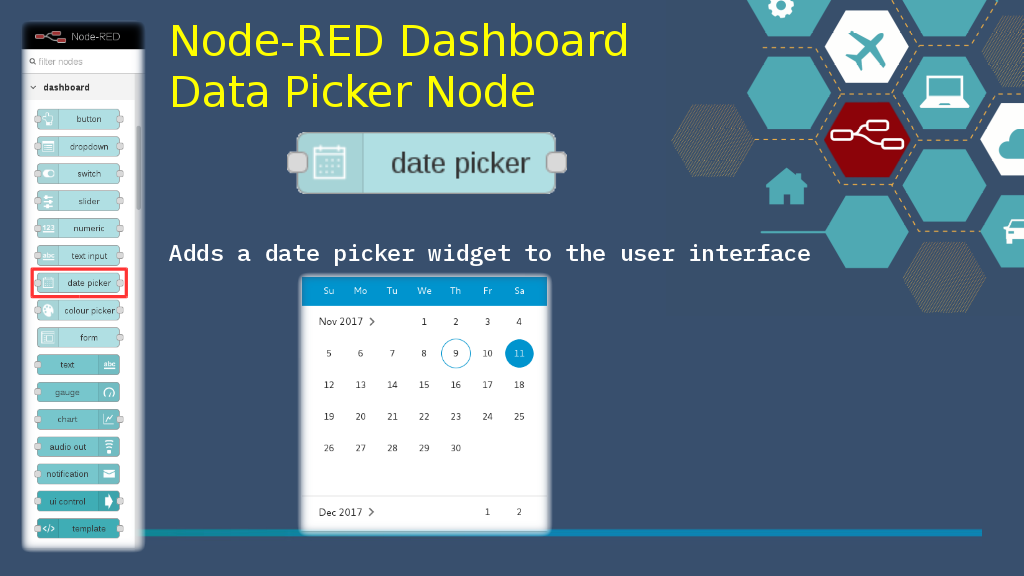 Node-RED
filter nodes
dashboard
button
dropdown
switch
slider
123 numeric
abc text input
date picker
colour picker
form
text abc
gauge
chart
audio out
notification
ui control
</> template
Node-RED Dashboard
Data Picker Node
date picker
Adds a date picker widget to the user interface
Su Mo Tu We Th Fr Sa
Nov 2017 1 2 3 4
5 6 7 8 9 10 11
12 13 14 15 16 17 18
19 20 21 22 23 24 25
26 27 28 29 30
Dec 2017 1 2